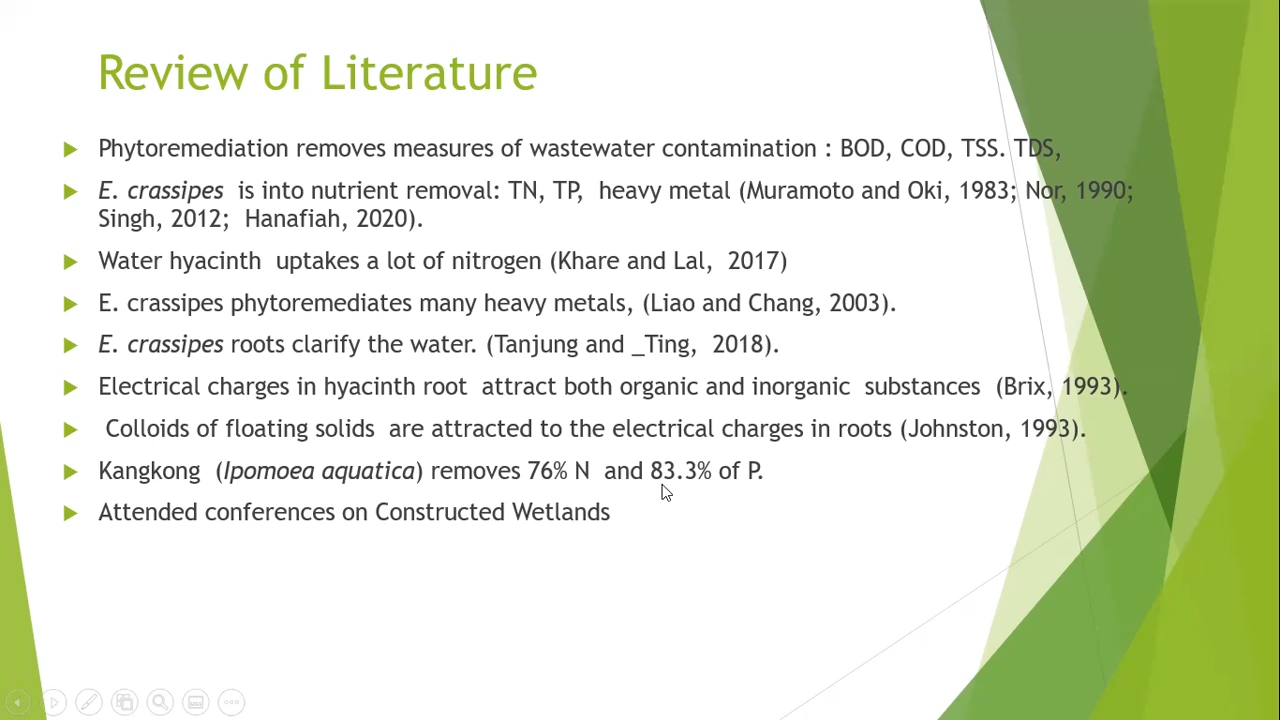 Review of Literature
Phytoremediation removes measures of wastewater contamination : BOD, COD, TSS. TDS,
E. crassipes is into nutrient removal: TN, TP, heavy metal (Muramoto and Oki, 1983; Nor, 1990;
Singh, 2012; Hanafiah, 2020).
Water hyacinth uptakes a lot of nitrogen (Khare and Lal, 2017)
E. crassipes phytoremediates many heavy metals, (Liao and Chang, 2003).
E. crassipes roots clarify the water. (Tanjung and _Ting, 2018).
Electrical charges in hyacinth root attract both organic and inorganic substances (Brix, 1993).
Colloids of floating solids are attracted to the electrical charges in roots (Johnston, 1993).
Kangkong (Ipomoea aquatica) removes 76% N and 83.3% of P.
Attended conferences on Constructed Wetlands